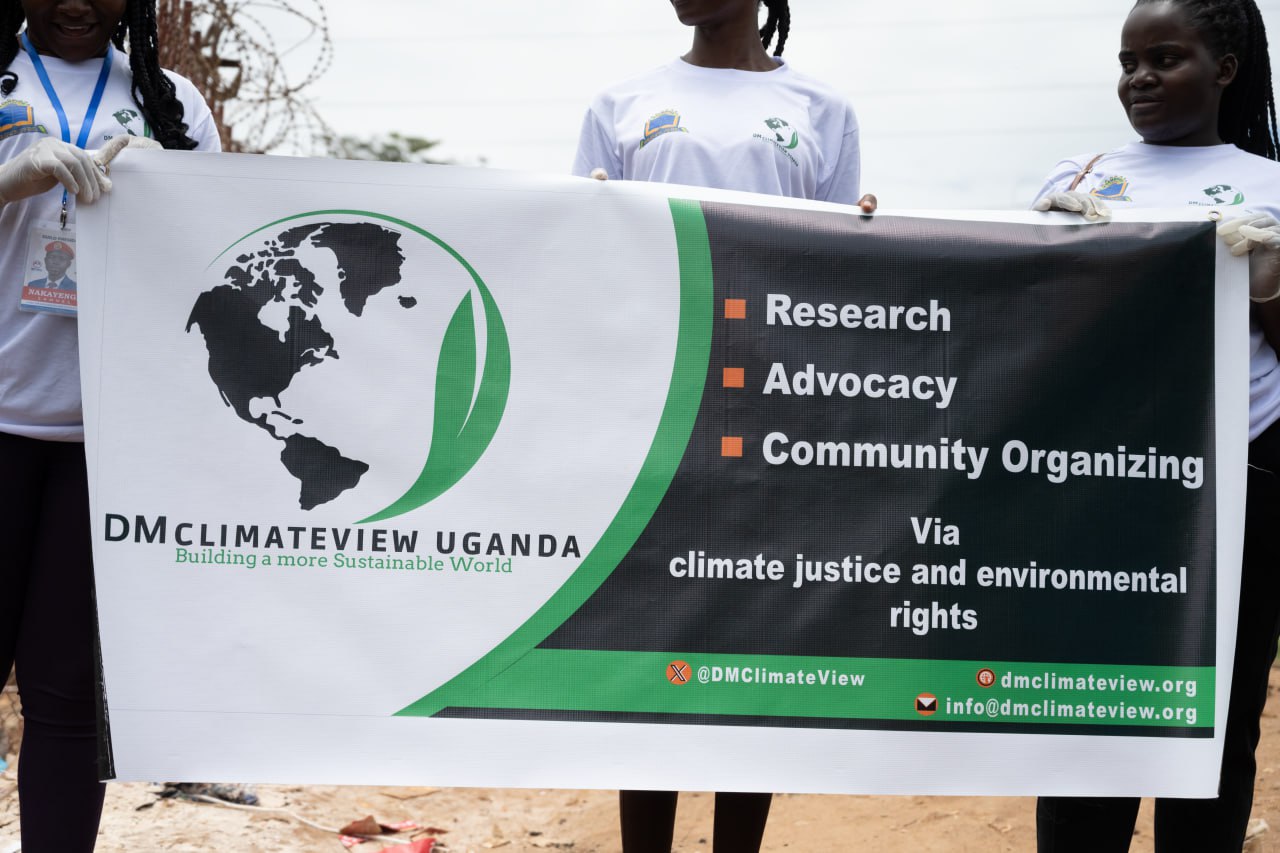 DMCLIMATEVIEW UGANDA
Building a more Sustainable World
Research
Advocacy
Community Organizing
Via
climate justice and environmental
rights
@DMClimateView
dmclimateview.org
info@dmclimateview.org
NAKAYENG